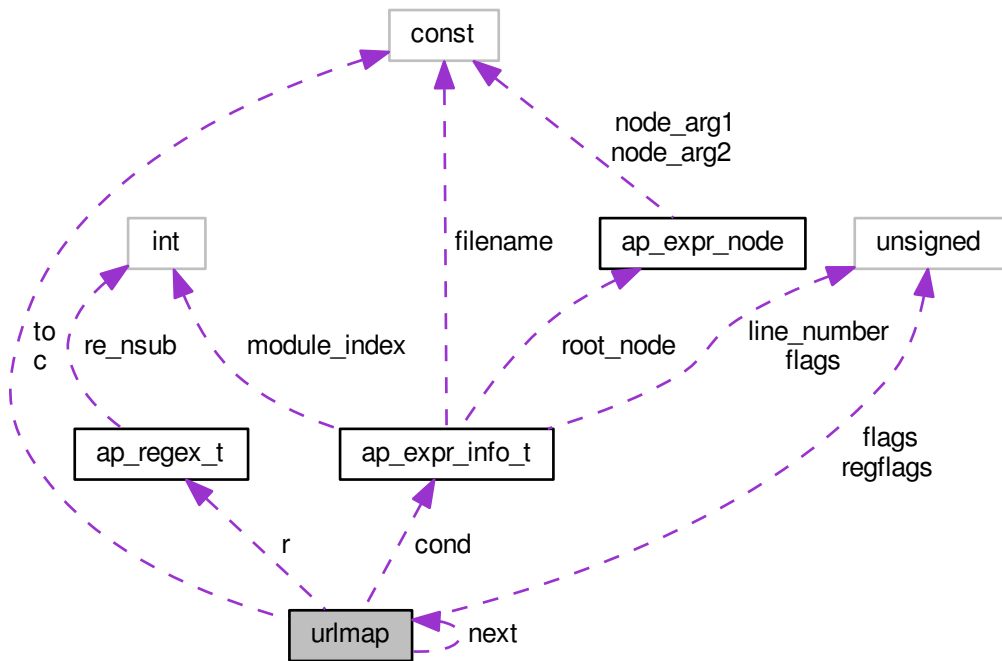 const
node_arg1
node_arg2
int
filename
ap_expr_node
unsigned
to
c
re_nsub
module_index
root_node
line_number
flags
ap_regex_t
ap_expr_info_t
flags
regflags
r
cond
urlmap
next